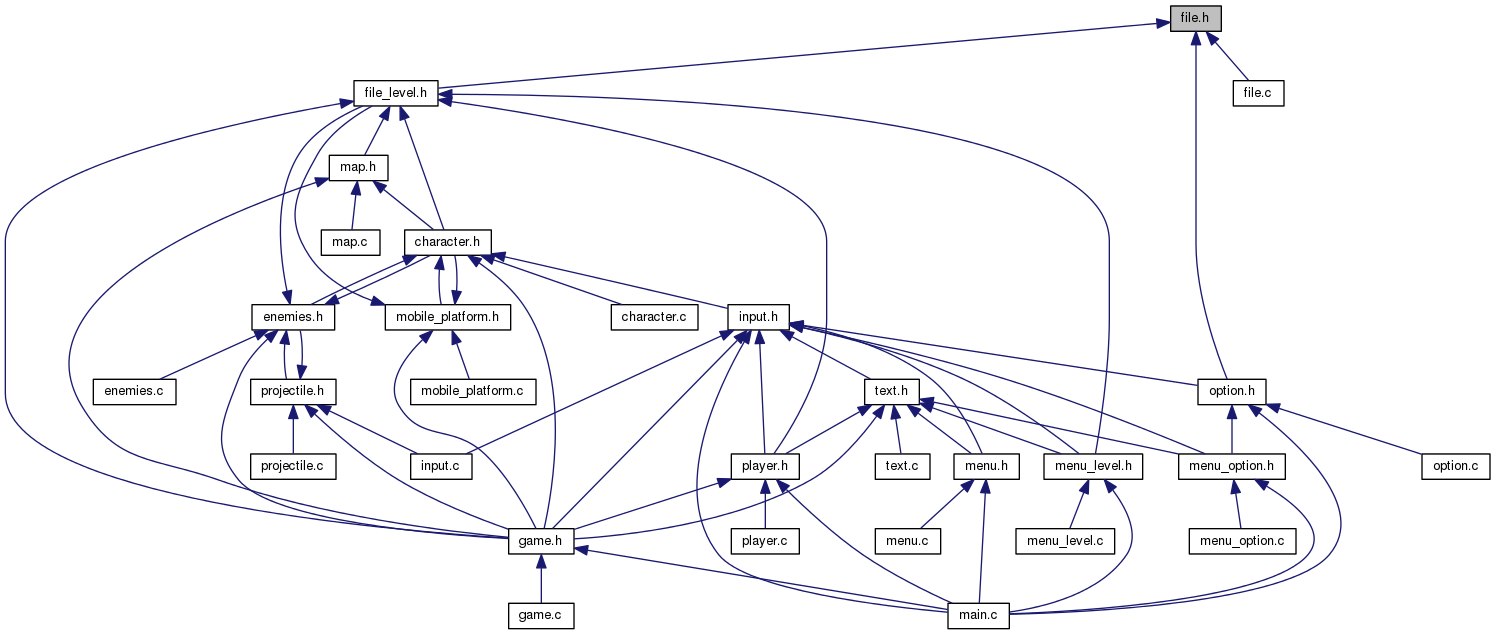 file.h
file_level.h
file.c
map.h
map.c
character.h
enemies.h
mobile_platform.h
character.c
input.h
enemies.c
projectile.h
mobile_platform.c
text.h
option.h
projectile.c
input.c
player.h
text.c
menu.h
menu_level.h
menu_option.h
option.c
game.h
player.c
menu.c
menu_level.c
menu_option.c
game.c
main.c